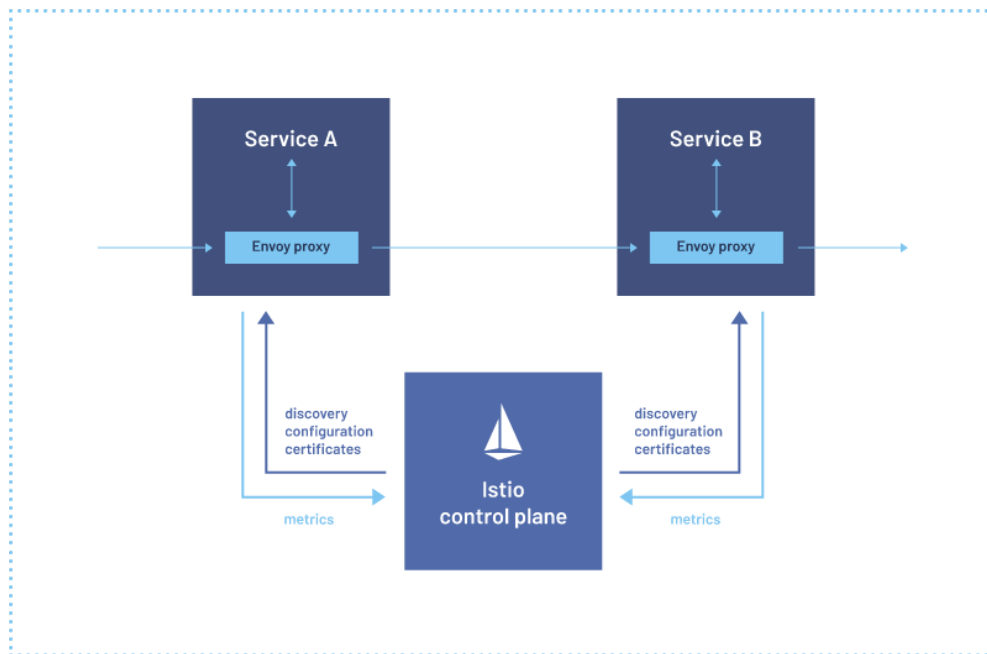 Service A
Envoy proxy
Service B
Envoy proxy
discovery
configuration
certificates
metrics
Istio
control plane
discovery
configuration
certificates
metrics